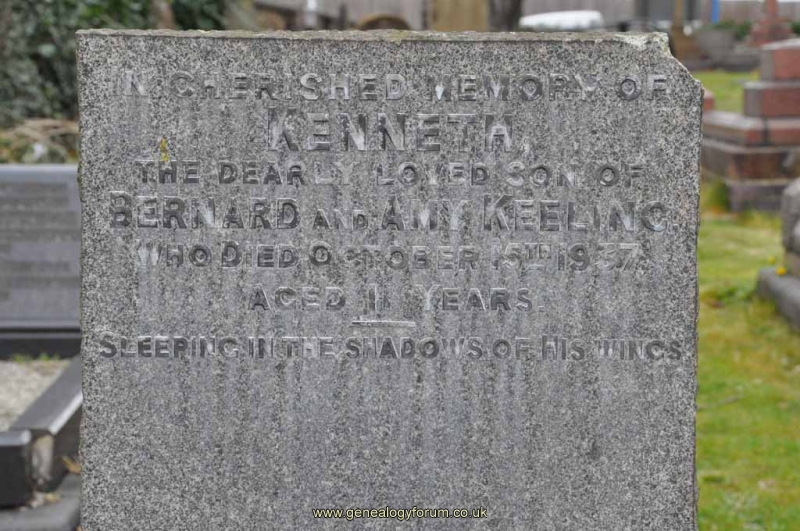 IN CHERISHED MEMORY OF
KENNETH,
THE DEARLY LOVED SON OF
BERNARD AND AMY KEELING
WHO DIED OCTOBER 15TH 1937.
AGED 11 YEARS.
SLEEPING IN THE SHADOWS OF HIS WINGS
www.genealogyforum.co.uk